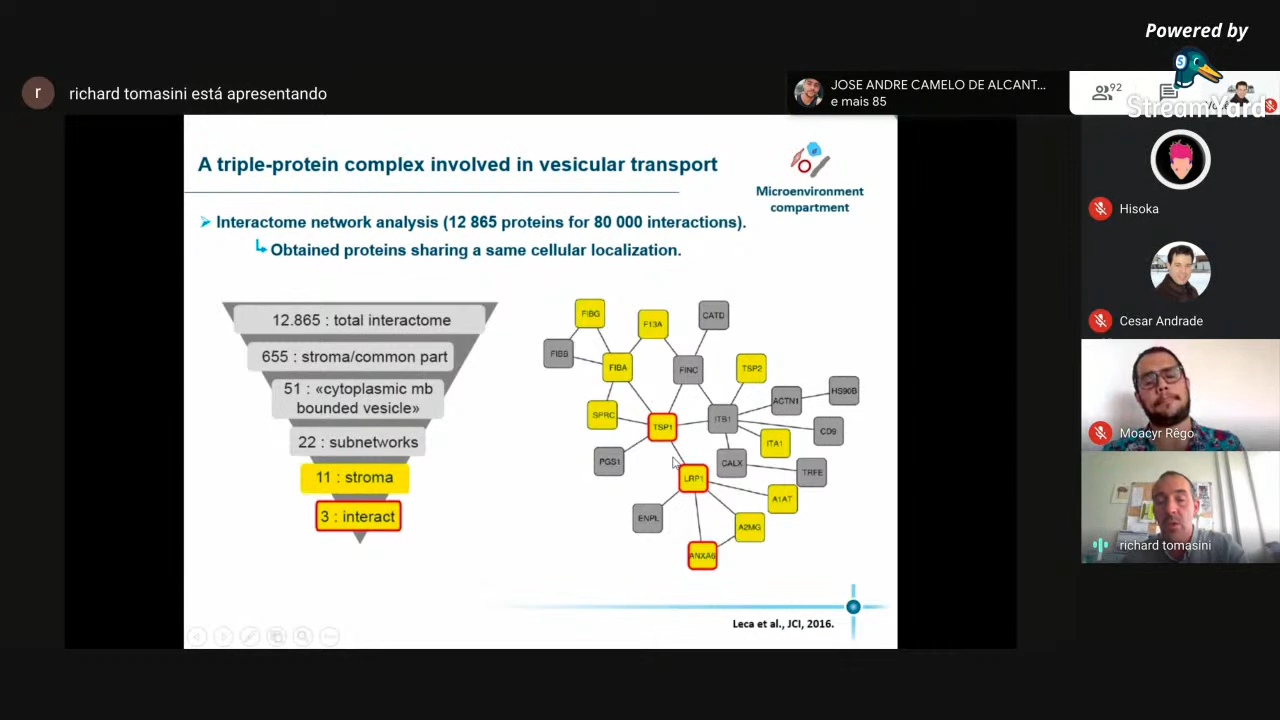 Powered by
StreamYard
r
richard tomasini está apresentando
JOSE ANDRE CAMELO DE ALCANT...
e mais 85
92
A triple-protein complex involved in vesicular transport
Microenvironment
compartment
Interactome network analysis (12 865 proteins for 80 000 interactions).
Obtained proteins sharing a same cellular localization.
12.865 : total interactome
655 : stroma/common part
51 : «cytoplasmic mb
bounded vesicle»
22 : subnetworks
11 : stroma
3 : interact
FIBG
F13A
CATD
FIBB
FIBA
FINC
TSP2
HS90B
ACTN1
SPRC
TSP1
ITB1
CD9
ITA1
PGS1
CALX
TRFE
LRP1
A1AT
ENPL
A2MG
ANXA6
Leca et al., JCI, 2016.
Hisoka
Cesar Andrade
Moacyr Rêgo
richard tomasini